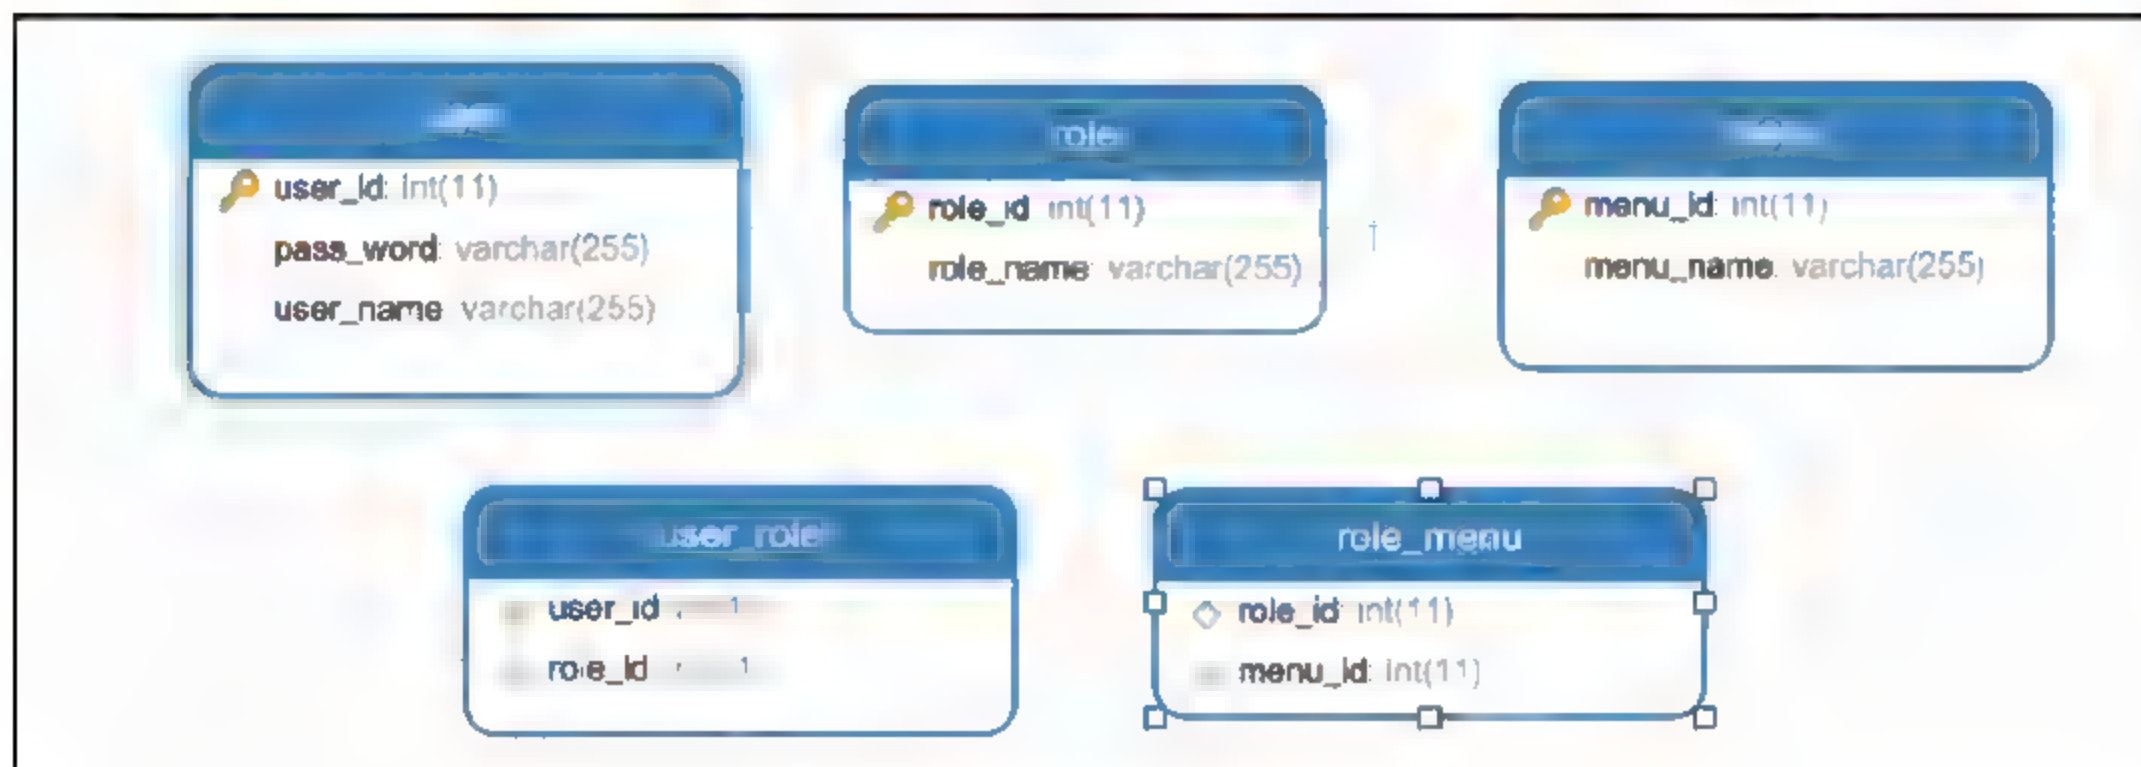 role
user_id: int(11)
pass_word: varchar(255)
user_name: varchar(255)
role_id: int(11)
role_name: varchar(255)
menu_id: int(11)
menu_name: varchar(255)
user_role
user_id
role_id
role_menu
role_id: int(11)
menu_id: int(11)